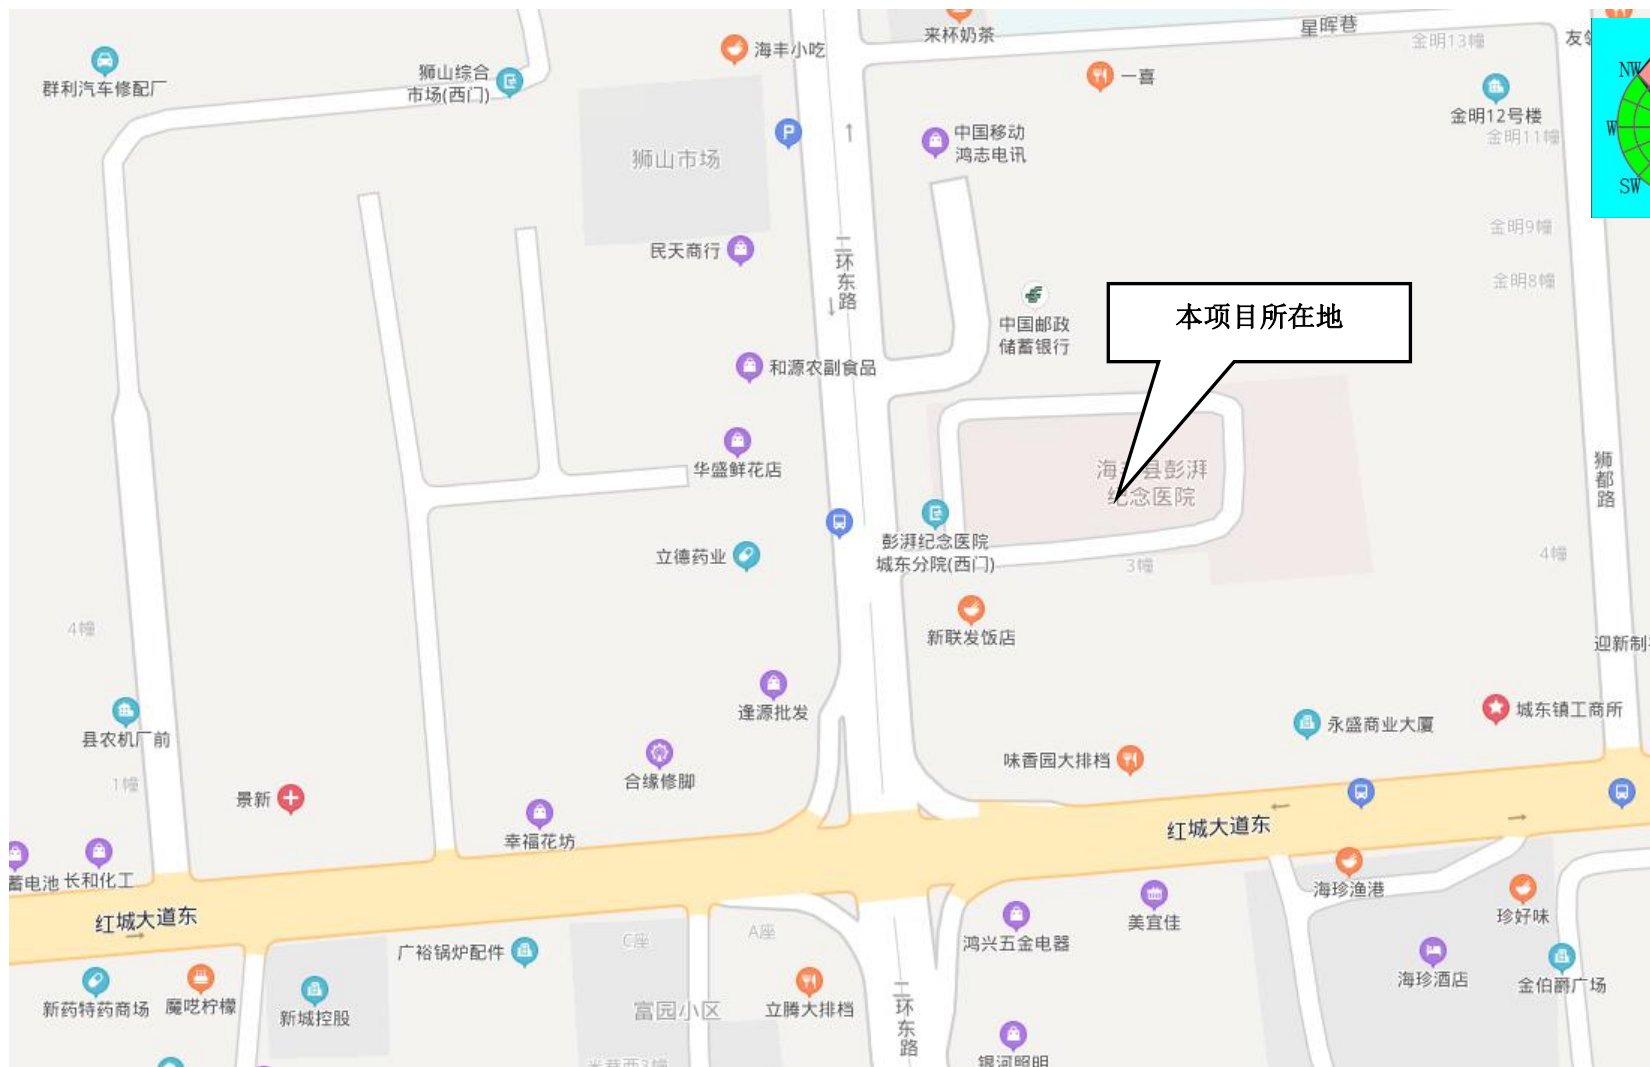 来杯奶茶
星晖巷
海丰小吃
金明13幢
友
群利汽车修配厂
狮山综合
市场(西门)
一喜
NW
W
SW
金明12号楼
金明11幢
P
中国移动
鸿志电讯
狮山市场
金明9幢
民天商行
二环东路
金明8幢
中国邮政
储蓄银行
本项目所在地
和源农副食品
华盛鲜花店
海丰县彭湃
纪念医院
狮都路
彭湃纪念医院
城东分院(西门)
立德药业
3幢
4幢
4幢
新联发饭店
迎新制
县农机厂前
逢源批发
城东镇工商所
永盛商业大厦
味香园大排档
合缘修脚
1幢
景新
幸福花坊
红城大道东
蓄电池
长和化工
海珍渔港
红城大道东
珍好味
美宜佳
鸿兴五金电器
C座
A座
广裕锅炉配件
海珍酒店
金伯爵广场
新药特药商场
魔呓柠檬
新城控股
富园小区
立腾大排档
二环东路
银河照明